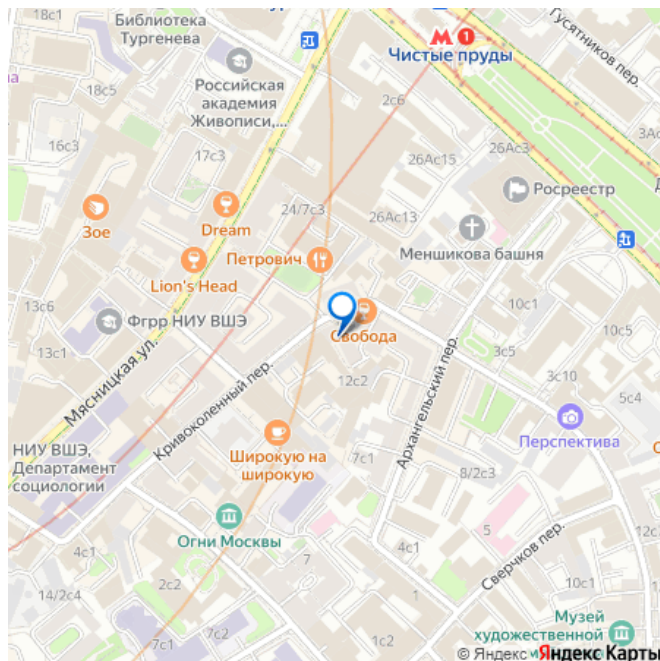 Библиотека
Тургенева
Российская
академия
Живописи,...
18с5
16с3
17с3
Чистые пруды
1
Гусятников пер.
2с6
26Ас15
26Ас3
3Ас1
Росреестр
26Ас13
Меншикова башня
Зое
Dream
24/7с3
Петрович
Lion's Head
13с6
13с1
Фгрр НИУ ВШЭ
Мясницкая ул.
Свобода
10с1
10с5
3с5
3с10
5с4
Кривоколенный пер.
12с2
Архангельский пер.
Перспектива
НИУ ВШЭ,
Департамент
социологии
Широкую на
широкую
7с1
8/2с3
Огни Москвы
5
Сверчков пер.
4с1
7
4с1
2с2
14/2с4
10с1
7с1
7с2
1с2
Музей
художественной
© Яндекс Яндекс Карты